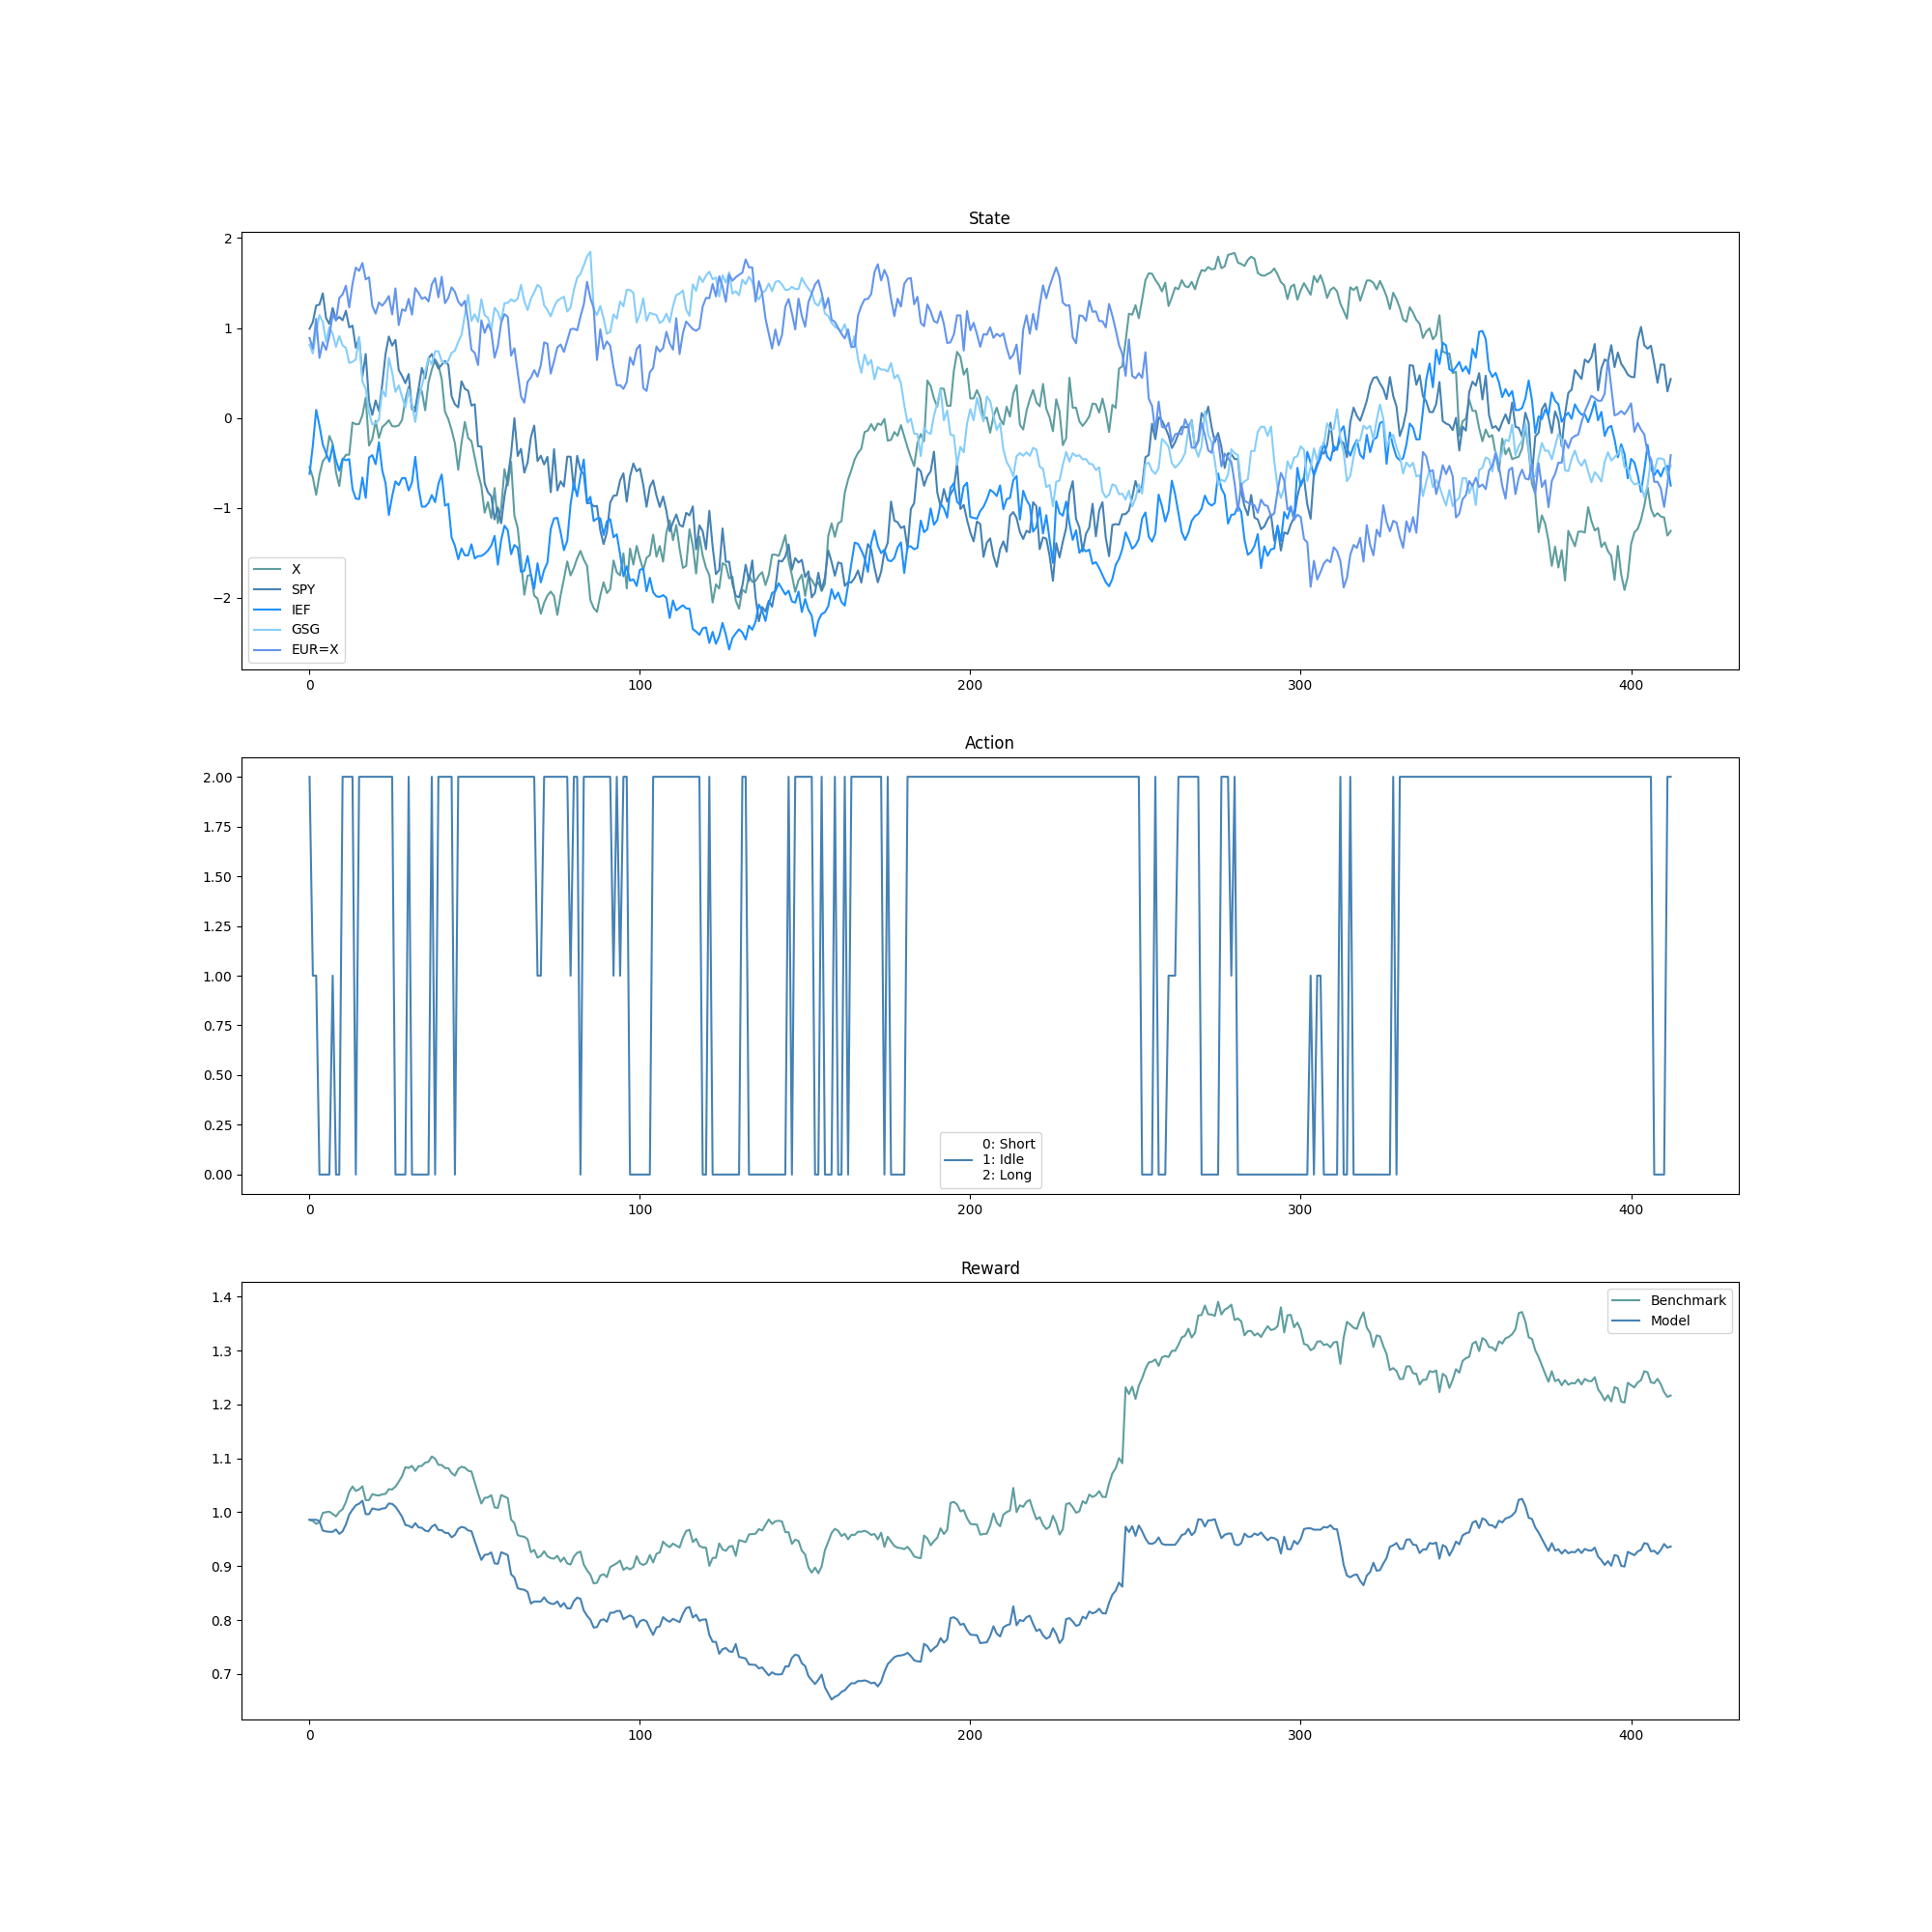 State
2
1
0
−1
−2
X
SPY
IEF
GSG
EUR=X
0 100 200 300 400
Action
2.00
1.75
1.50
1.25
1.00
0.75
0.50
0.25
0.00
0: Short
1: Idle
2: Long
0 100 200 300 400
Reward
1.4
1.3
1.2
1.1
1.0
0.9
0.8
0.7
Benchmark
Model
0 100 200 300 400